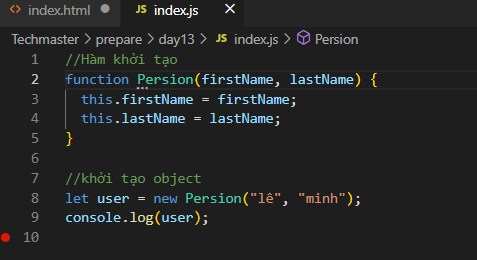 index.html JS index.js
Techmaster > prepare > day13 > JS index.js > Persion
1 //Hàm khởi tạo
2 function Persion(firstName, lastName) {
3 this.firstName = firstName;
4 this.lastName = lastName;
5 }
6
7 //khởi tạo object
8 let user = new Persion("lê", "minh");
9 console.log(user);
10